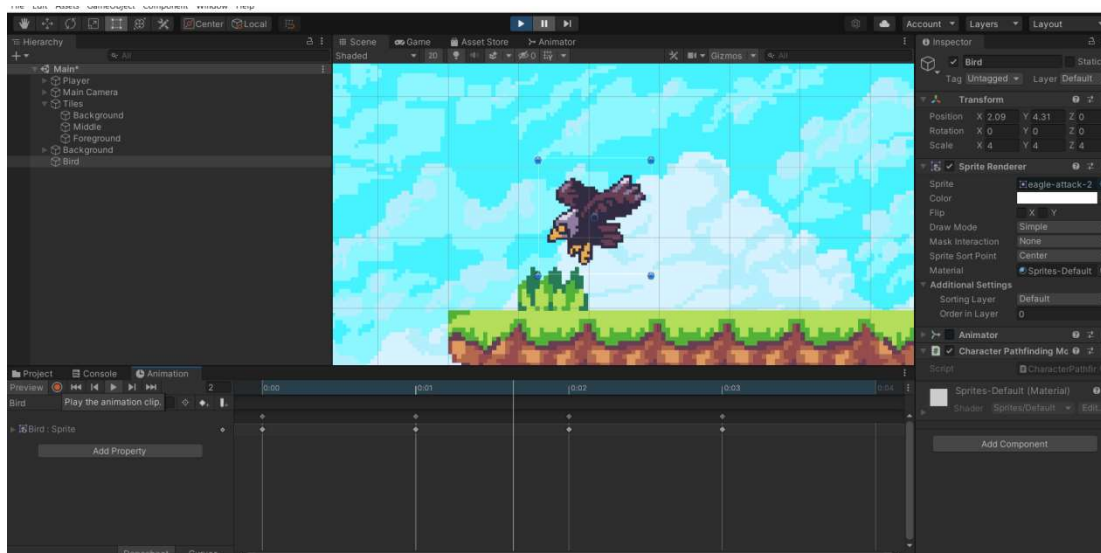 File Edit Assets GameObject Component Window Help
Center Local
Account Layers Layout
Hierarchy
All
Main*
Player
Main Camera
Tiles
Background
Middle
Foreground
Background
Bird
Scene Game Asset Store Animator
Shaded 2D 0 Gizmos All
Inspector
Bird Static
Tag Untagged Layer Default
Transform
Position X 2.09 Y 4.31 Z 0
Rotation X 0 Y 0 Z 0
Scale X 4 Y 4 Z 4
Sprite Renderer
Sprite eagle-attack-2
Color
Flip X Y
Draw Mode Simple
Mask Interaction None
Sprite Sort Point Center
Material Sprites-Default
Additional Settings
Sorting Layer Default
Order in Layer 0
Animator
Character Pathfinding Mc
Script CharacterPathfir
Sprites-Default (Material)
Shader Sprites/Default Edit.
Add Component
Project Console Animation
Preview 2 0:00 0:01 0:02 0:03 0:04
Bird Play the animation clip.
Bird : Sprite
Add Property
Dopesheet Curves